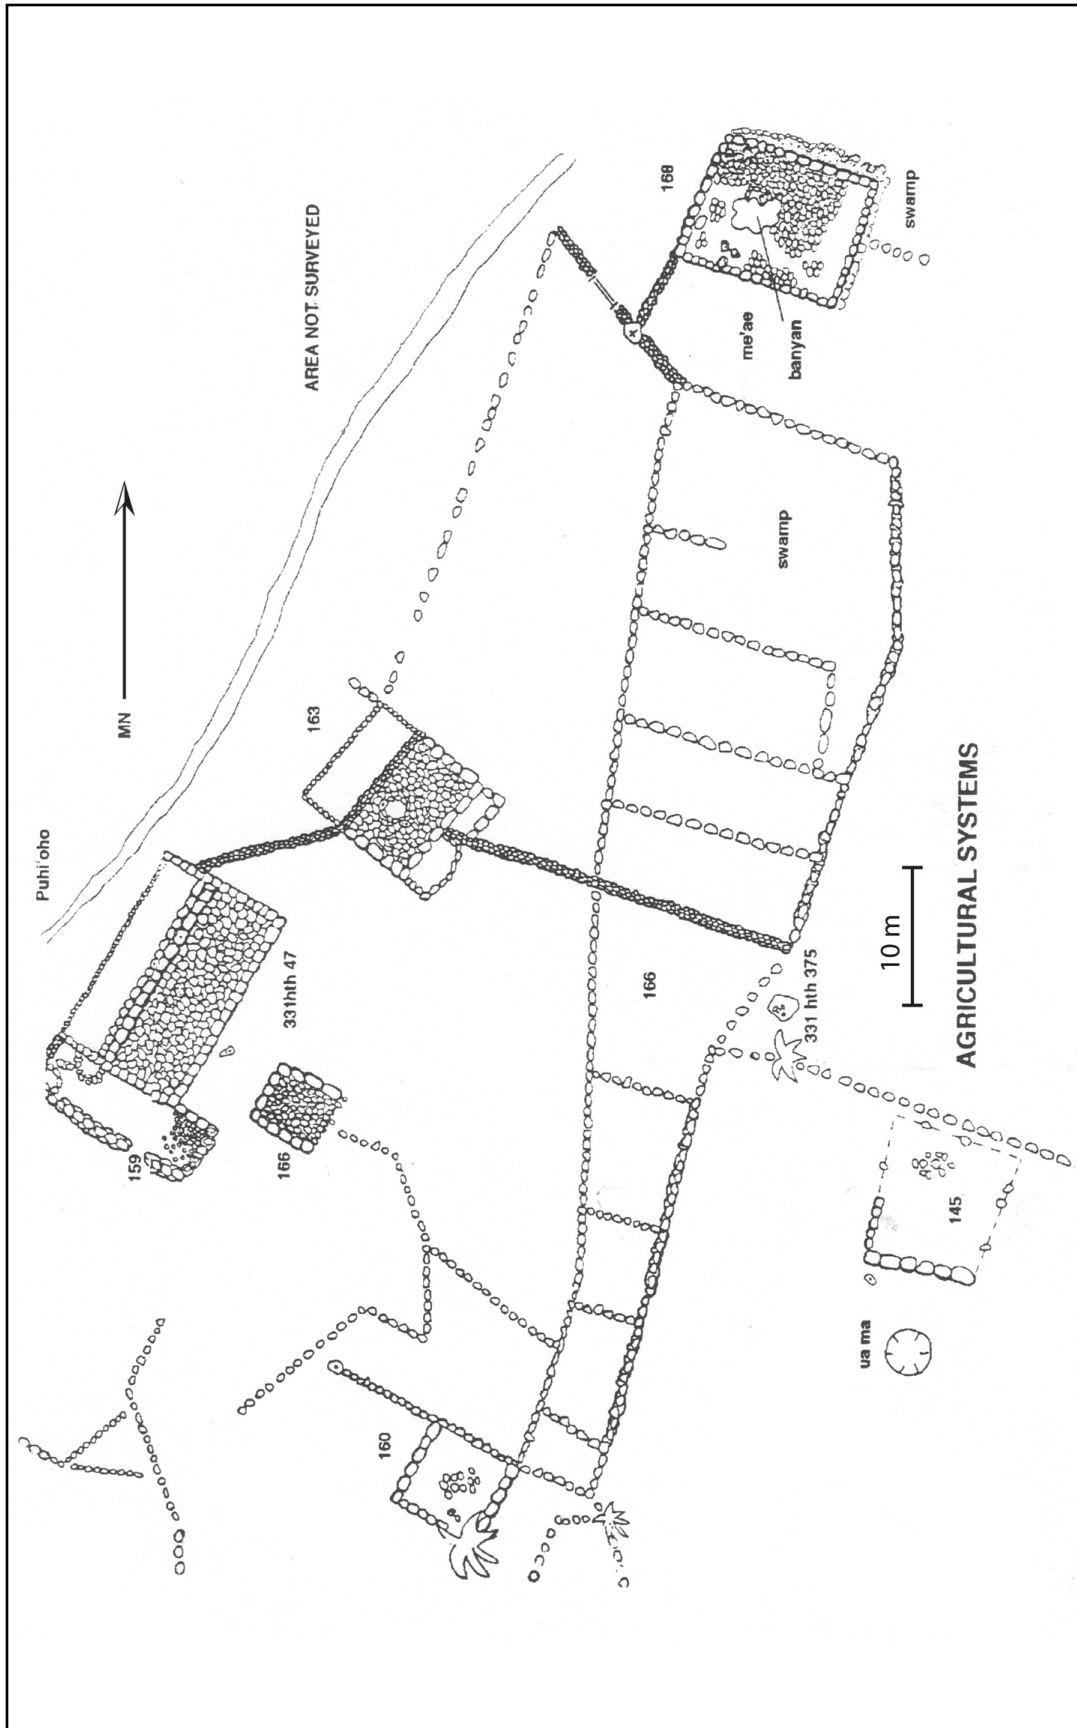 Puhi'oho
MN
AREA NOT SURVEYED
163
168
swamp
me'ae
banyan
swamp
331hth 47
159
166
166
331 hth 375
10 m
AGRICULTURAL SYSTEMS
145
ua ma
160